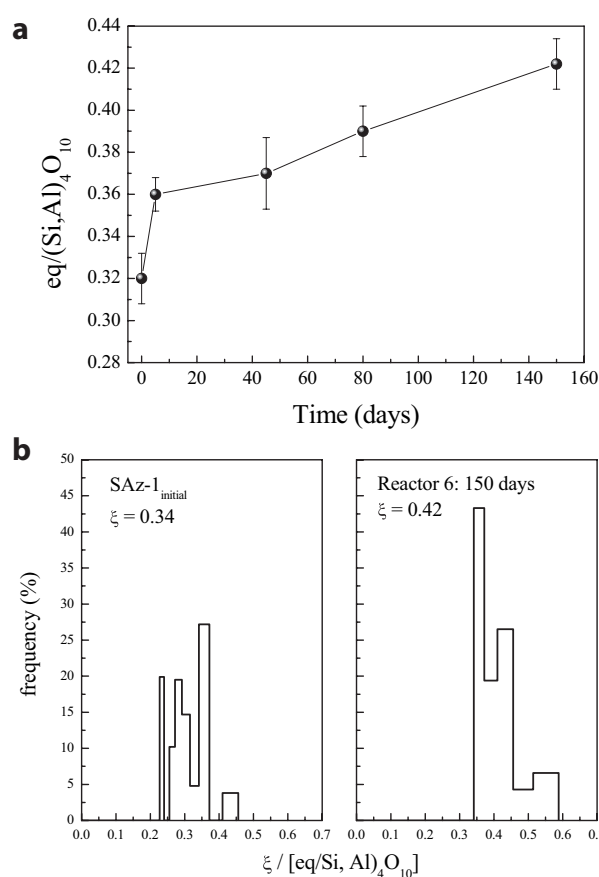 a
0.44
0.42
0.40
0.38
0.36
0.34
0.32
0.30
0.28
eq/(Si,Al)₄O₁₀
0 20 40 60 80 100 120 140 160
Time (days)
b
50
45
40
35
30
25
20
15
10
5
0
frequency (%)
SAz-1initial
ξ = 0.34
Reactor 6: 150 days
ξ = 0.42
0.0 0.1 0.2 0.3 0.4 0.5 0.6 0.7
0.0 0.1 0.2 0.3 0.4 0.5 0.6 0.
ξ / [eq/Si, Al)₄O₁₀]